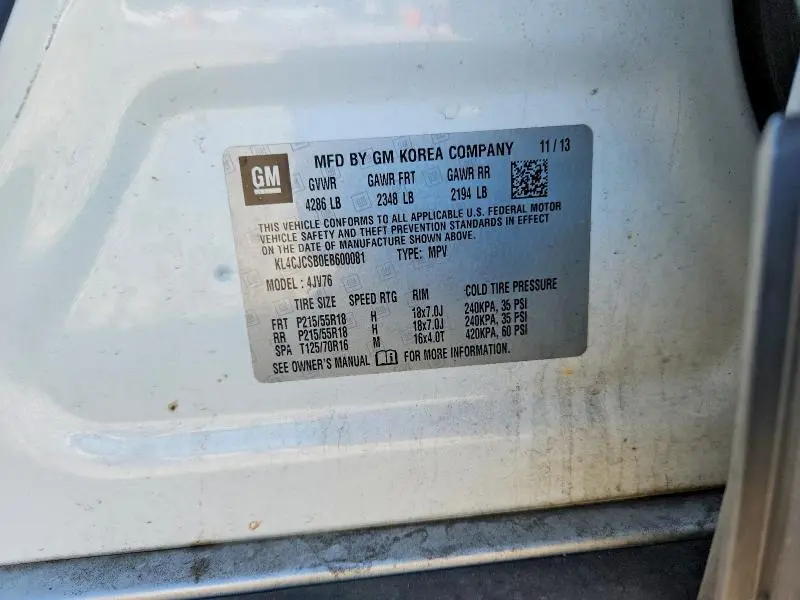 GM
MFD BY GM KOREA COMPANY 11 / 13
GVWR GAWR FRT GAWR RR
4286 LB 2348 LB 2194 LB
THIS VEHICLE CONFORMS TO ALL APPLICABLE U.S. FEDERAL MOTOR
VEHICLE SAFETY AND THEFT PREVENTION STANDARDS IN EFFECT
ON THE DATE OF MANUFACTURE SHOWN ABOVE.
KL4CJCSB0EB600081 TYPE: MPV
MODEL : 4JV76
TIRE SIZE SPEED RTG RIM COLD TIRE PRESSURE
FRT P215/55R18 H 18x7.0J 240KPA, 35 PSI
RR P215/55R18 H 18x7.0J 240KPA, 35 PSI
SPA T125/70R16 M 16x4.0T 420KPA, 60 PSI
SEE OWNER'S MANUAL FOR MORE INFORMATION.